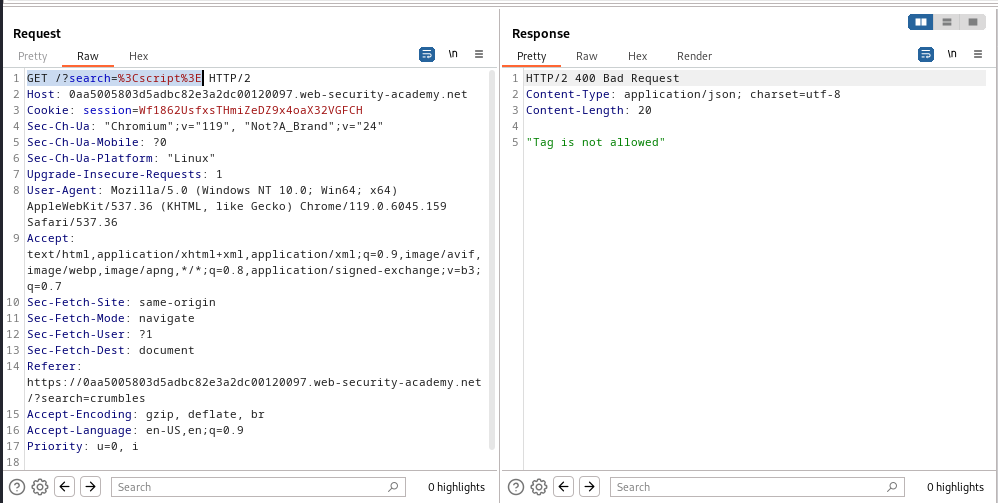 Request
Pretty Raw Hex \n
1 GET /?search=%3Cscript%3E HTTP/2
2 Host: 0aa5005803d5adbc82e3a2dc00120097.web-security-academy.net
3 Cookie: session=Wf1862UsfxsTHmiZeDZ9x4oaX32VGFCH
4 Sec-Ch-Ua: "Chromium";v="119", "Not?A_Brand";v="24"
5 Sec-Ch-Ua-Mobile: ?0
6 Sec-Ch-Ua-Platform: "Linux"
7 Upgrade-Insecure-Requests: 1
8 User-Agent: Mozilla/5.0 (Windows NT 10.0; Win64; x64)
AppleWebKit/537.36 (KHTML, like Gecko) Chrome/119.0.6045.159
Safari/537.36
9 Accept:
text/html,application/xhtml+xml,application/xml;q=0.9,image/avif,
image/webp,image/apng,*/*;q=0.8,application/signed-exchange;v=b3;
q=0.7
10 Sec-Fetch-Site: same-origin
11 Sec-Fetch-Mode: navigate
12 Sec-Fetch-User: ?1
13 Sec-Fetch-Dest: document
14 Referer:
https://0aa5005803d5adbc82e3a2dc00120097.web-security-academy.net
/?search=crumbles
15 Accept-Encoding: gzip, deflate, br
16 Accept-Language: en-US,en;q=0.9
17 Priority: u=0, i
18
Search 0 highlights
Response
Pretty Raw Hex Render \n
1 HTTP/2 400 Bad Request
2 Content-Type: application/json; charset=utf-8
3 Content-Length: 20
4
5 "Tag is not allowed"
Search 0 highlights